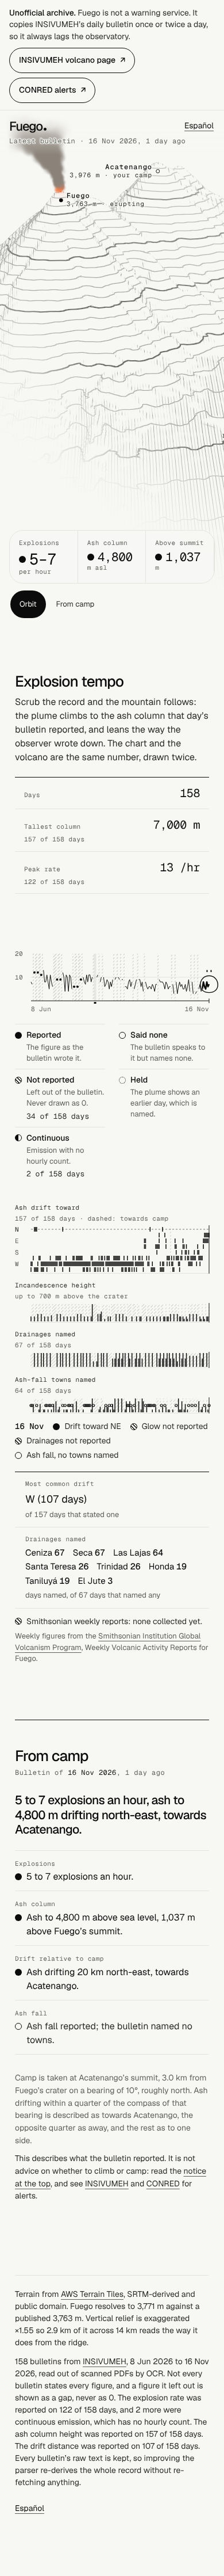 Unofficial archive. Fuego is not a warning service. It
copies INSIVUMEH's daily bulletin once or twice a day,
so it always lags the observatory.
INSIVUMEH volcano page ↗
CONRED alerts ↗
Fuego.
Español
Latest bulletin · 16 Nov 2026, 1 day ago
Acatenango
3,976 m · your camp
Fuego
3,763 m · erupting
Explosions
5–7
per hour
Ash column
4,800
m asl
Above summit
1,037
m
Orbit
From camp
Explosion tempo
Scrub the record and the mountain follows:
the plume climbs to the ash column that day's
bulletin reported, and leans the way the
observer wrote down. The chart and the
volcano are the same number, drawn twice.
Days
158
Tallest column
7,000 m
157 of 158 days
Peak rate
13 /hr
122 of 158 days
20
10
8 Jun
16 Nov
Reported
The figure as the
bulletin wrote it.
Said none
The bulletin speaks to
it but names none.
Not reported
Left out of the bulletin.
Never drawn as 0.
34 of 158 days
Held
The plume shows an
earlier day, which is
named.
Continuous
Emission with no
hourly count.
2 of 158 days
Ash drift toward
157 of 158 days · dashed: towards camp
N
E
S
W
Incandescence height
up to 700 m above the crater
Drainages named
67 of 158 days
Ash-fall towns named
64 of 158 days
16 Nov Drift toward NE Glow not reported
Drainages not reported
Ash fall, no towns named
Most common drift
W (107 days)
of 157 days that stated one
Drainages named
Ceniza 67 Seca 67 Las Lajas 64
Santa Teresa 26 Trinidad 26 Honda 19
Taniluyá 19 El Jute 3
days named, of 67 days that named any
Smithsonian weekly reports: none collected yet.
Weekly figures from the Smithsonian Institution Global
Volcanism Program, Weekly Volcanic Activity Reports for
Fuego.
From camp
Bulletin of 16 Nov 2026, 1 day ago
5 to 7 explosions an hour, ash to
4,800 m drifting north-east, towards
Acatenango.
Explosions
5 to 7 explosions an hour.
Ash column
Ash to 4,800 m above sea level, 1,037 m
above Fuego's summit.
Drift relative to camp
Ash drifting 20 km north-east, towards
Acatenango.
Ash fall
Ash fall reported; the bulletin named no
towns.
Camp is taken at Acatenango's summit, 3.0 km from
Fuego's crater on a bearing of 10°, roughly north. Ash
drifting within a quarter of the compass of that
bearing is described as towards Acatenango, the
opposite quarter as away, and the rest as to one
side.
This describes what the bulletin reported. It is not
advice on whether to climb or camp: read the notice
at the top, and see INSIVUMEH and CONRED for
alerts.
Terrain from AWS Terrain Tiles, SRTM-derived and
public domain. Fuego resolves to 3,771 m against a
published 3,763 m. Vertical relief is exaggerated
×1.55 so 2.9 km of it across 14 km reads the way it
does from the ridge.
158 bulletins from INSIVUMEH, 8 Jun 2026 to 16 Nov
2026, read out of scanned PDFs by OCR. Not every
bulletin states every figure, and a figure it left out is
shown as a gap, never as 0. The explosion rate was
reported on 122 of 158 days, and 2 more were
continuous emission, which has no hourly count. The
ash column height was reported on 157 of 158 days.
The drift distance was reported on 107 of 158 days.
Every bulletin's raw text is kept, so improving the
parser re-derives the whole record without re-
fetching anything.
Español